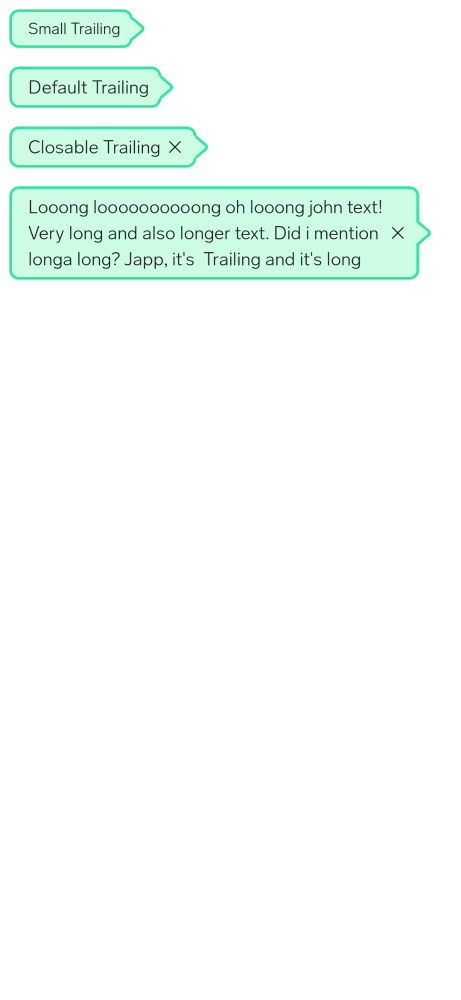 Small Trailing
Default Trailing
Closable Trailing
Looong looooooooooong oh looong john text!
Very long and also longer text. Did i mention
longa long? Japp, it's  Trailing and it's long